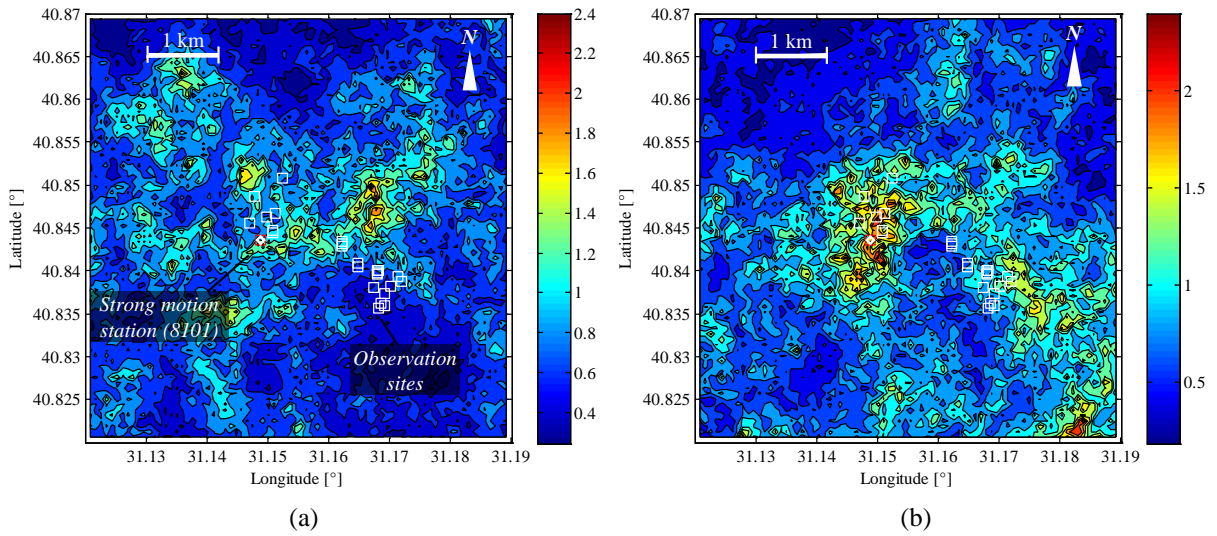 40.87
40.865
40.86
40.855
40.85
40.845
40.84
40.835
40.83
40.825
Latitude [°]
1 km
N
Strong motion
station (8101)
Observation
sites
31.13 31.14 31.15 31.16 31.17 31.18 31.19
Longitude [°]
2.4
2.2
2
1.8
1.6
1.4
1.2
1
0.8
0.6
0.4
(a)
40.87
40.865
40.86
40.855
40.85
40.845
40.84
40.835
40.83
40.825
Latitude [°]
1 km
N
31.13 31.14 31.15 31.16 31.17 31.18 31.19
Longitude [°]
2
1.5
1
0.5
(b)